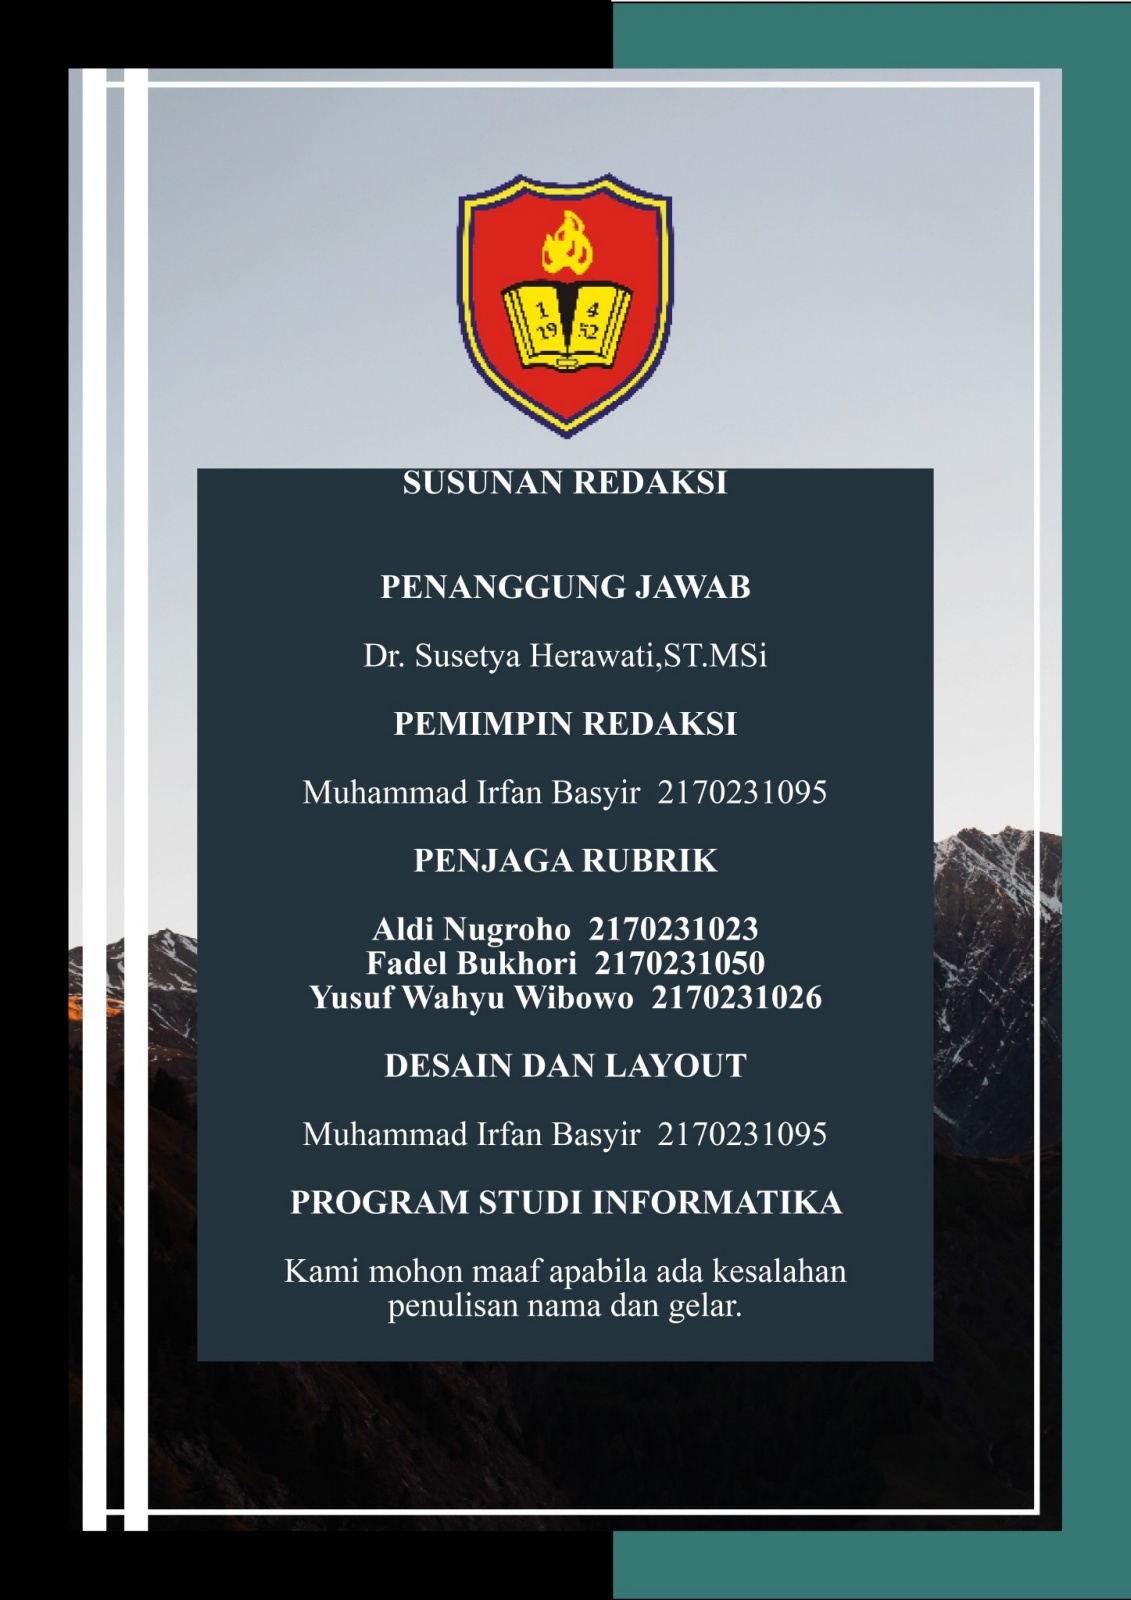 1 4
19 52
SUSUNAN REDAKSI
PENANGGUNG JAWAB
Dr. Susetya Herawati,ST.MSi
PEMIMPIN REDAKSI
Muhammad Irfan Basyir 2170231095
PENJAGA RUBRIK
Aldi Nugroho 2170231023
Fadel Bukhori 2170231050
Yusuf Wahyu Wibowo 2170231026
DESAIN DAN LAYOUT
Muhammad Irfan Basyir 2170231095
PROGRAM STUDI INFORMATIKA
Kami mohon maaf apabila ada kesalahan
penulisan nama dan gelar.